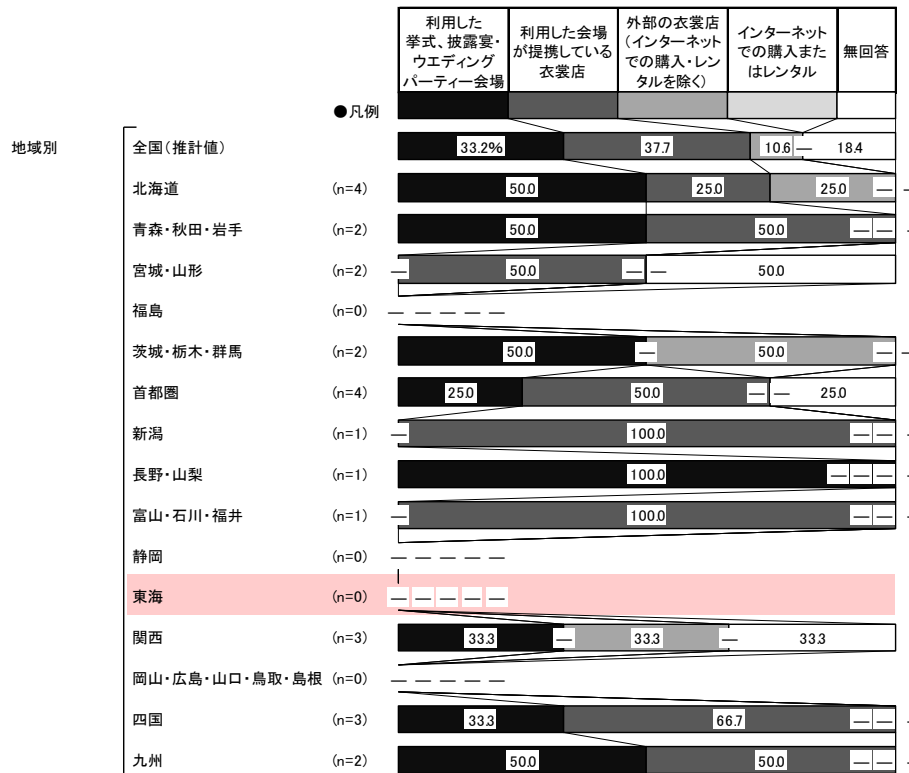 利用した
挙式、披露宴・
ウエディング
パーティー会場
利用した会場
が提携している
衣裳店
外部の衣裳店
(インターネット
での購入・レン
タルを除く)
インターネット
での購入また
はレンタル
無回答
●凡例
地域別
全国(推計値) 33.2% 37.7 10.6 — 18.4
北海道 (n=4) 50.0 25.0 25.0 — —
青森・秋田・岩手 (n=2) 50.0 50.0 — — —
宮城・山形 (n=2) — 50.0 — — 50.0
福島 (n=0) — — — — —
茨城・栃木・群馬 (n=2) 50.0 — 50.0 — —
首都圏 (n=4) 25.0 50.0 — — 25.0
新潟 (n=1) — 100.0 — — —
長野・山梨 (n=1) 100.0 — — — —
富山・石川・福井 (n=1) — 100.0 — — —
静岡 (n=0) — — — — —
東海 (n=0) — — — — —
関西 (n=3) 33.3 — 33.3 — 33.3
岡山・広島・山口・鳥取・島根 (n=0) — — — — —
四国 (n=3) 33.3 66.7 — — —
九州 (n=2) 50.0 50.0 — — —